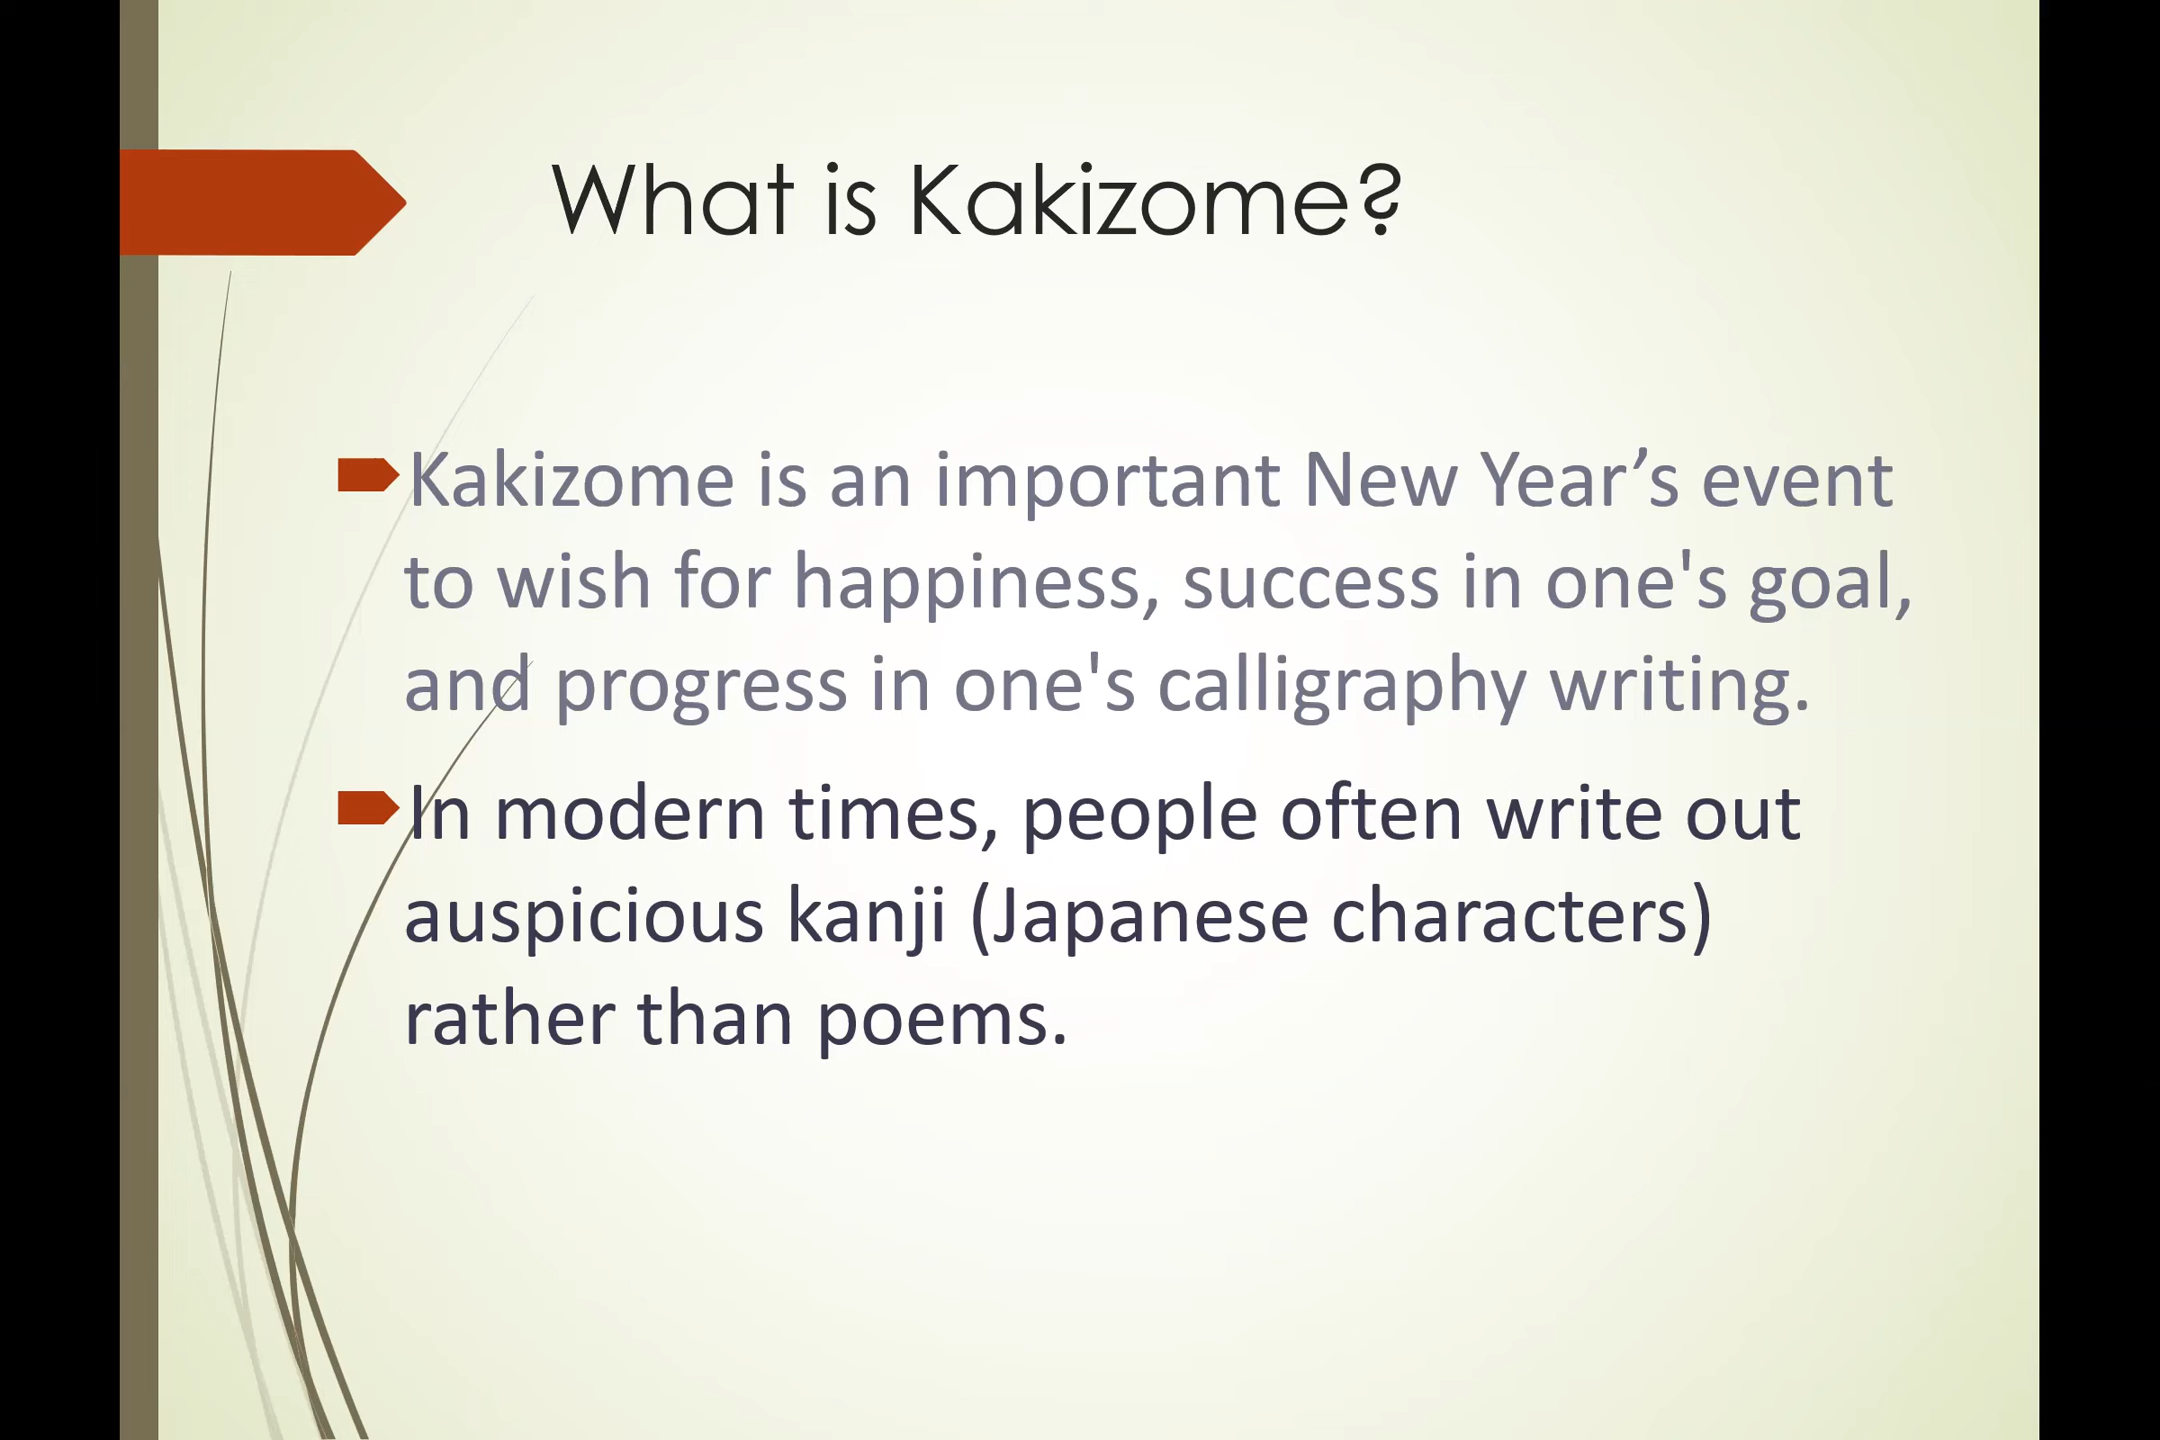 What is Kakizome?
Kakizome is an important New Year’s event
to wish for happiness, success in one's goal,
and progress in one's calligraphy writing.
In modern times, people often write out
auspicious kanji (Japanese characters)
rather than poems.